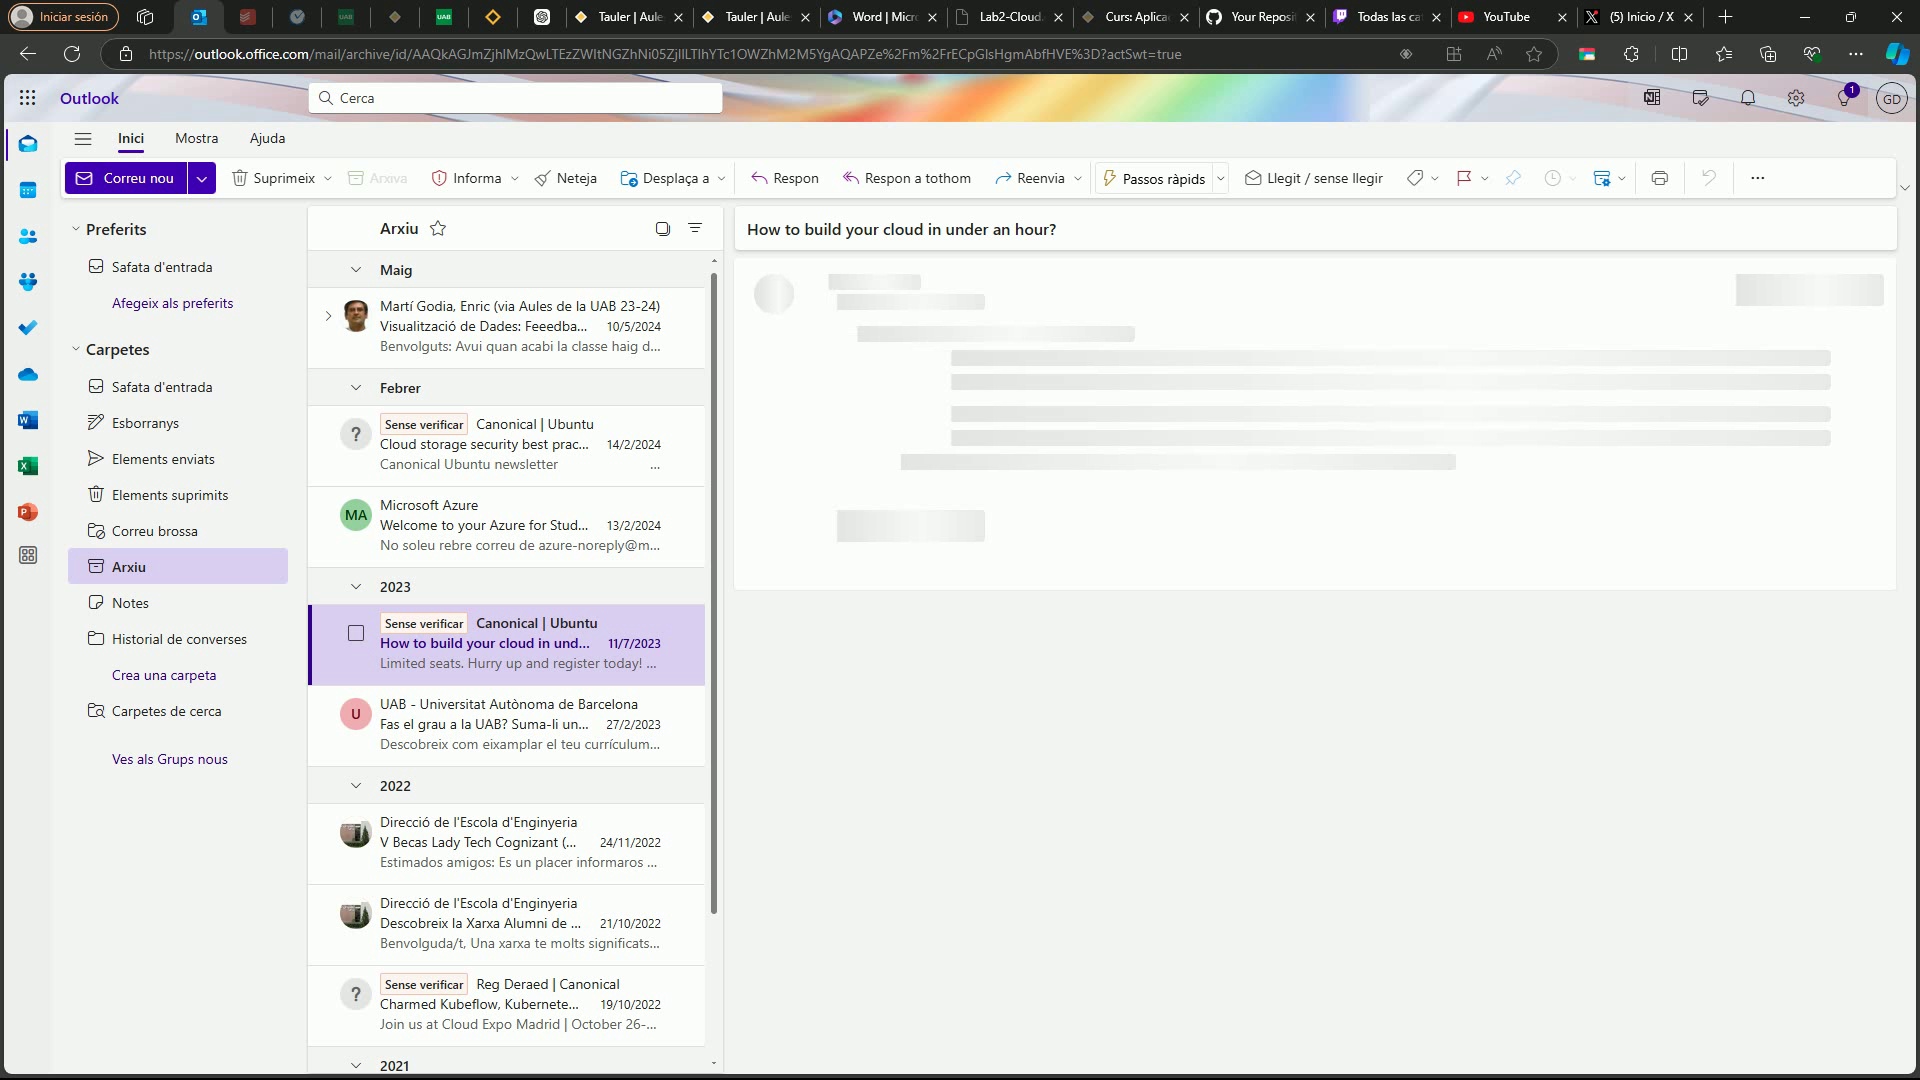 Iniciar sesión
Tauler | Aule
Tauler | Aule
Word | Micr
Lab2-Cloud.
Curs: Aplica
Your Reposi
Todas las ca
YouTube
(5) Inicio / X
https://outlook.office.com/mail/archive/id/AAQkAGJmZjhlMzQwLTEzZWItNGZhNi05ZjllLTlhYTc1OWZhM2M5YgAQAPZe%2Fm%2FrECpGlsHgmAbfHVE%3D?actSwt=true
Outlook
Cerca
1
GD
Inici
Mostra
Ajuda
Correu nou
Suprimeix
Arxiva
Informa
Neteja
Desplaça a
Respon
Respon a tothom
Reenvia
Passos ràpids
Llegit / sense llegir
Preferits
Safata d'entrada
Afegeix als preferits
Carpetes
Safata d'entrada
Esborranys
Elements enviats
Elements suprimits
Correu brossa
Arxiu
Notes
Historial de converses
Crea una carpeta
Carpetes de cerca
Ves als Grups nous
Arxiu
Maig
Martí Godia, Enric (via Aules de la UAB 23-24)
Visualització de Dades: Feeedba... 10/5/2024
Benvolguts: Avui quan acabi la classe haig d...
Febrer
? Sense verificar Canonical | Ubuntu
Cloud storage security best prac... 14/2/2024
Canonical Ubuntu newsletter ...
MA Microsoft Azure
Welcome to your Azure for Stud... 13/2/2024
No soleu rebre correu de azure-noreply@m...
2023
Sense verificar Canonical | Ubuntu
How to build your cloud in und... 11/7/2023
Limited seats. Hurry up and register today! ...
U UAB - Universitat Autònoma de Barcelona
Fas el grau a la UAB? Suma-li un... 27/2/2023
Descobreix com eixamplar el teu currículum...
2022
Direcció de l'Escola d'Enginyeria
V Becas Lady Tech Cognizant (... 24/11/2022
Estimados amigos: Es un placer informaros ...
Direcció de l'Escola d'Enginyeria
Descobreix la Xarxa Alumni de ... 21/10/2022
Benvolguda/t, Una xarxa te molts significats...
? Sense verificar Reg Deraed | Canonical
Charmed Kubeflow, Kubernete... 19/10/2022
Join us at Cloud Expo Madrid | October 26-...
2021
How to build your cloud in under an hour?